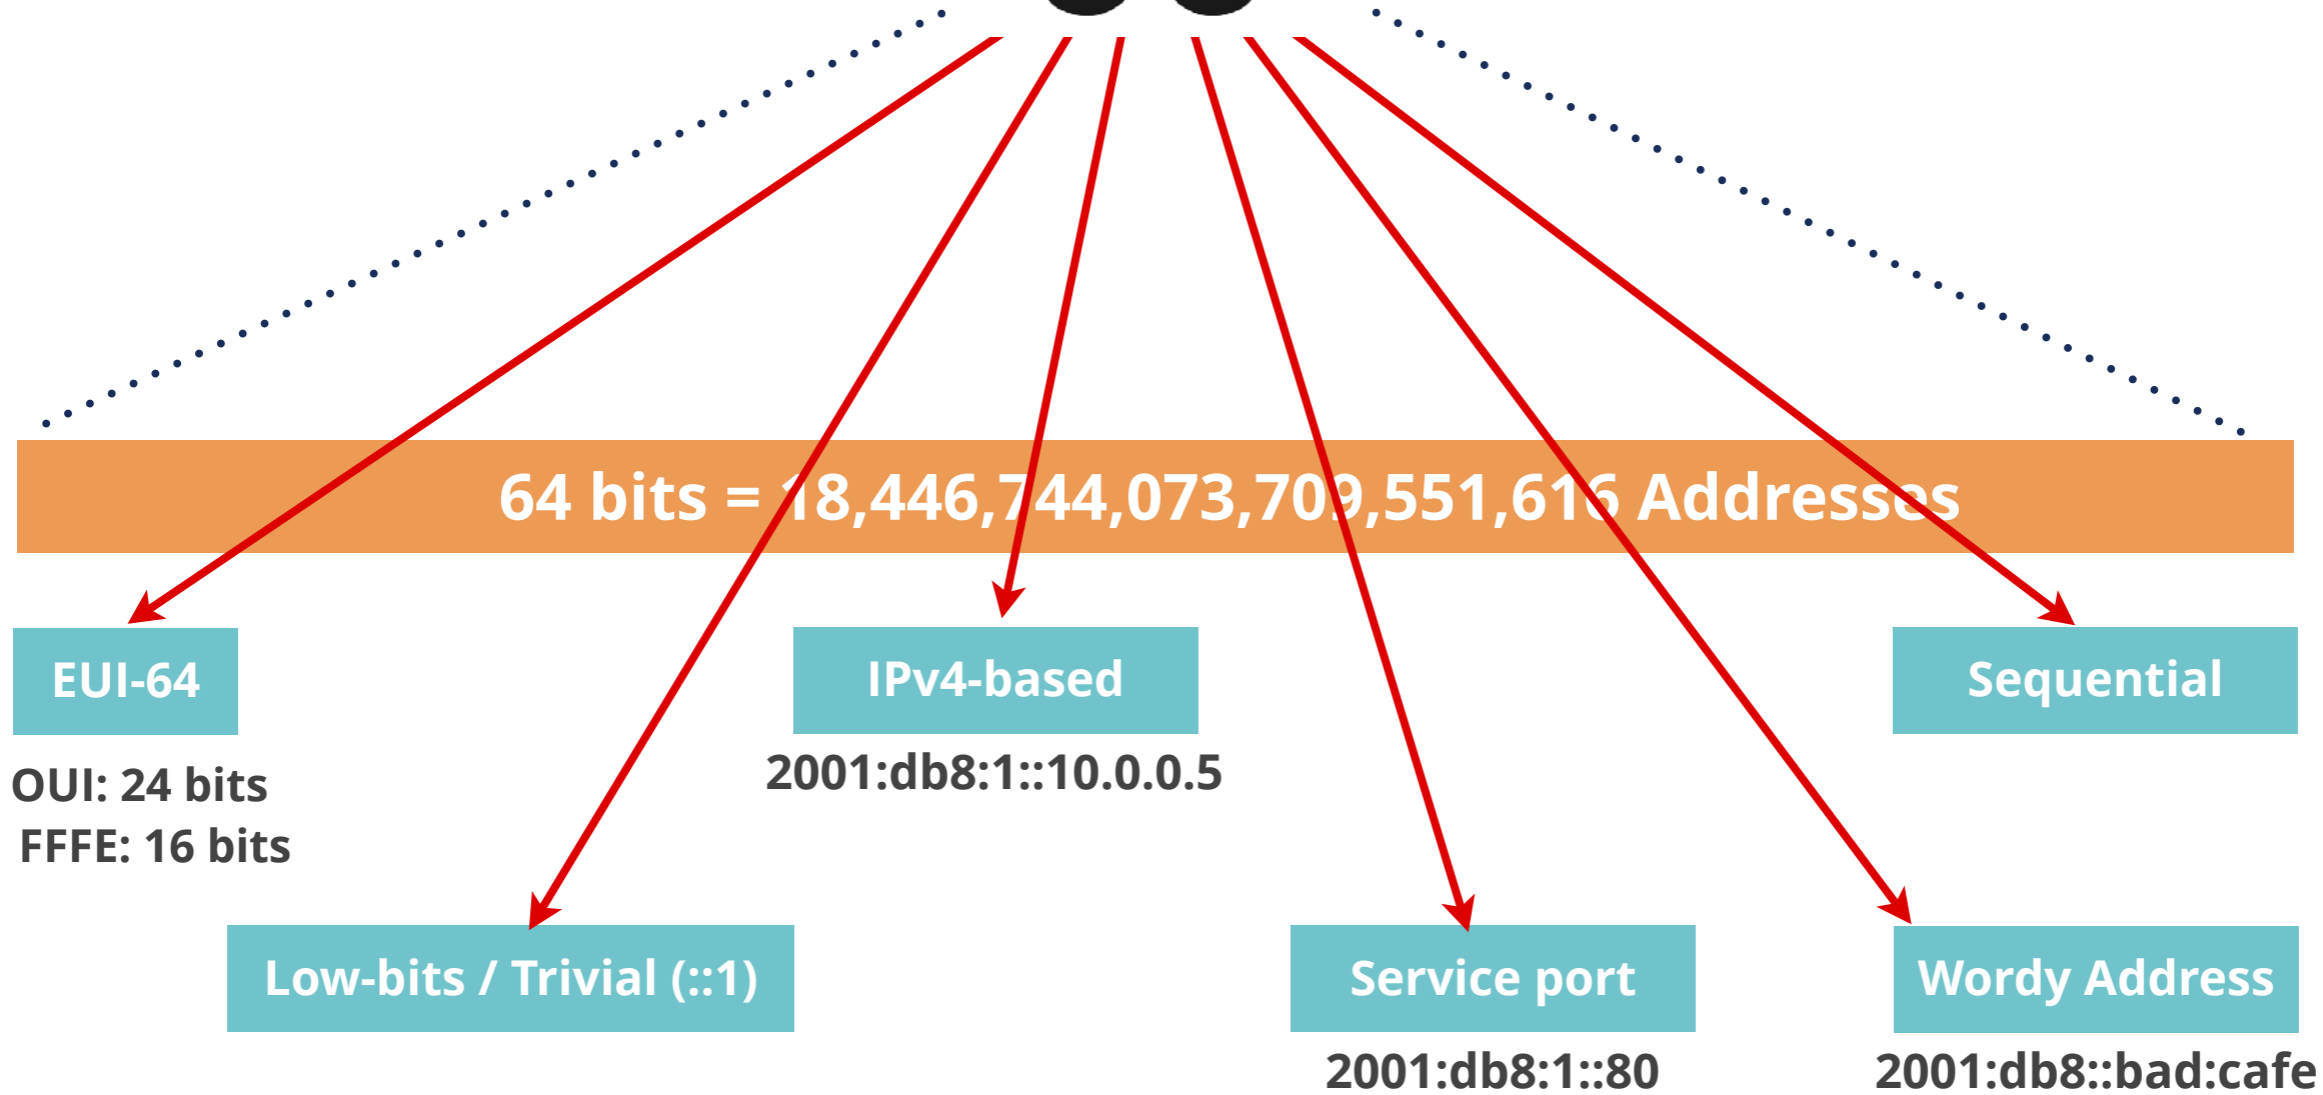 64 bits = 18,446,744,073,709,551,616 Addresses
EUI-64
OUI: 24 bits
FFFE: 16 bits
IPv4-based
2001:db8:1::10.0.0.5
Sequential
Low-bits / Trivial (::1)
Service port
2001:db8:1::80
Wordy Address
2001:db8::bad:cafe